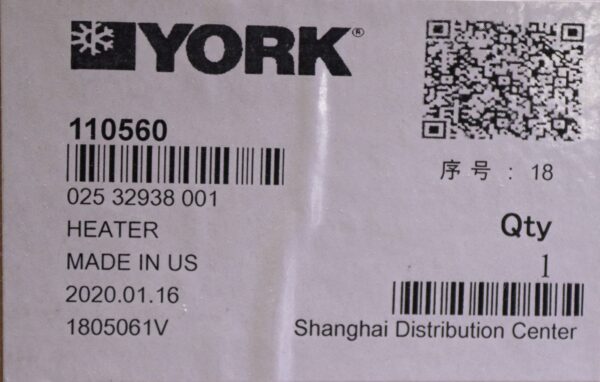 YORK®
110560
025 32938 001
HEATER
MADE IN US
2020.01.16
1805061V
序号 : 18
Qty
1
Shanghai Distribution Center